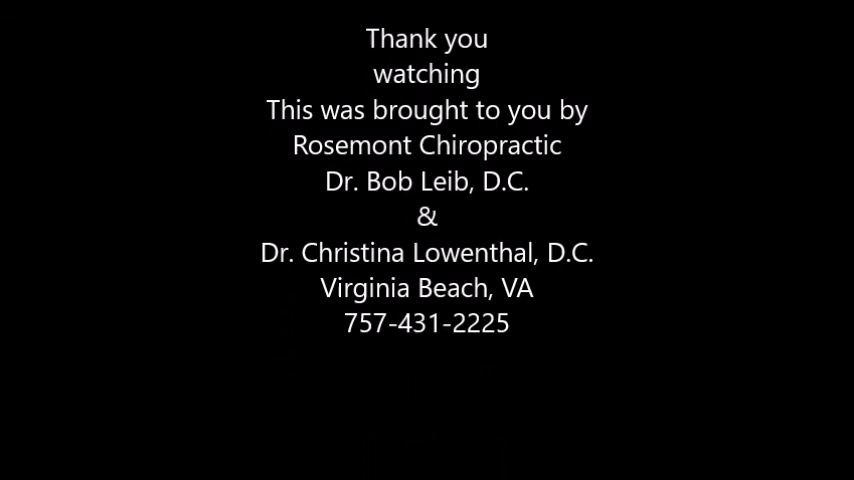 Thank you
watching
This was brought to you by
Rosemont Chiropractic
Dr. Bob Leib, D.C.
&
Dr. Christina Lowenthal, D.C.
Virginia Beach, VA
757-431-2225